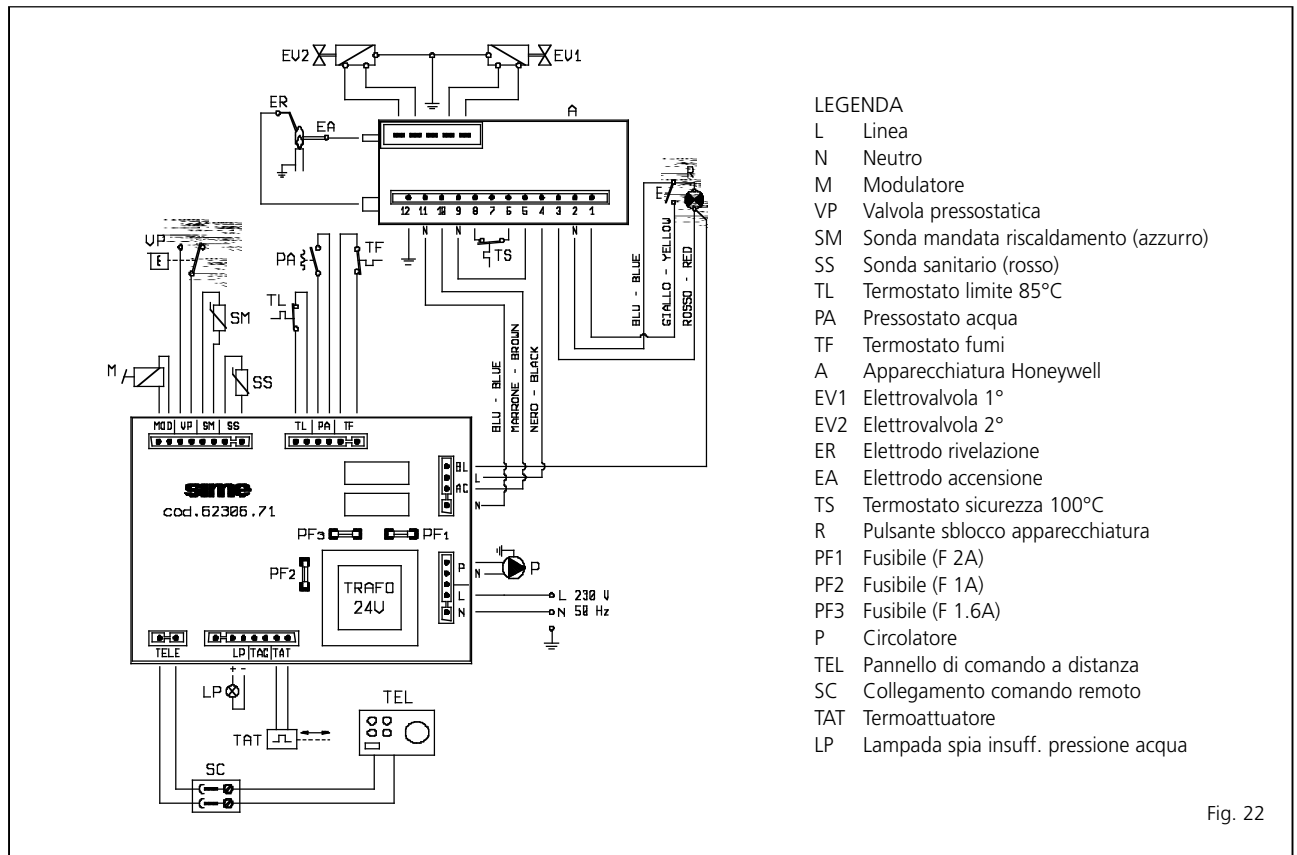 EV2
EV1
ER
EA
A
12 11 10 9 8 7 6 5 4 3 2 1
N N N
TS
E
R
BLU - BLUE
GIALLO - YELLOW
ROSSO - RED
VP
E
PA
TF
TL
SM
SS
M
BLU - BLUE
MARRONE - BROWN
NERO - BLACK
MOD VP SM SS
TL PA TF
BL
L
AC
N
sime
cod.62306.71
PF3
PF1
PF2
TRAFO
24V
P
N
P
L
N
L 230 V
N 50 Hz
TELE
LP TAG TAT
+ -
LP
TAT
TEL
SC
LEGENDA
L Linea
N Neutro
M Modulatore
VP Valvola pressostatica
SM Sonda mandata riscaldamento (azzurro)
SS Sonda sanitario (rosso)
TL Termostato limite 85°C
PA Pressostato acqua
TF Termostato fumi
A Apparecchiatura Honeywell
EV1 Elettrovalvola 1°
EV2 Elettrovalvola 2°
ER Elettrodo rivelazione
EA Elettrodo accensione
TS Termostato sicurezza 100°C
R Pulsante sblocco apparecchiatura
PF1 Fusibile (F 2A)
PF2 Fusibile (F 1A)
PF3 Fusibile (F 1.6A)
P Circolatore
TEL Pannello di comando a distanza
SC Collegamento comando remoto
TAT Termoattuatore
LP Lampada spia insuff. pressione acqua
Fig. 22